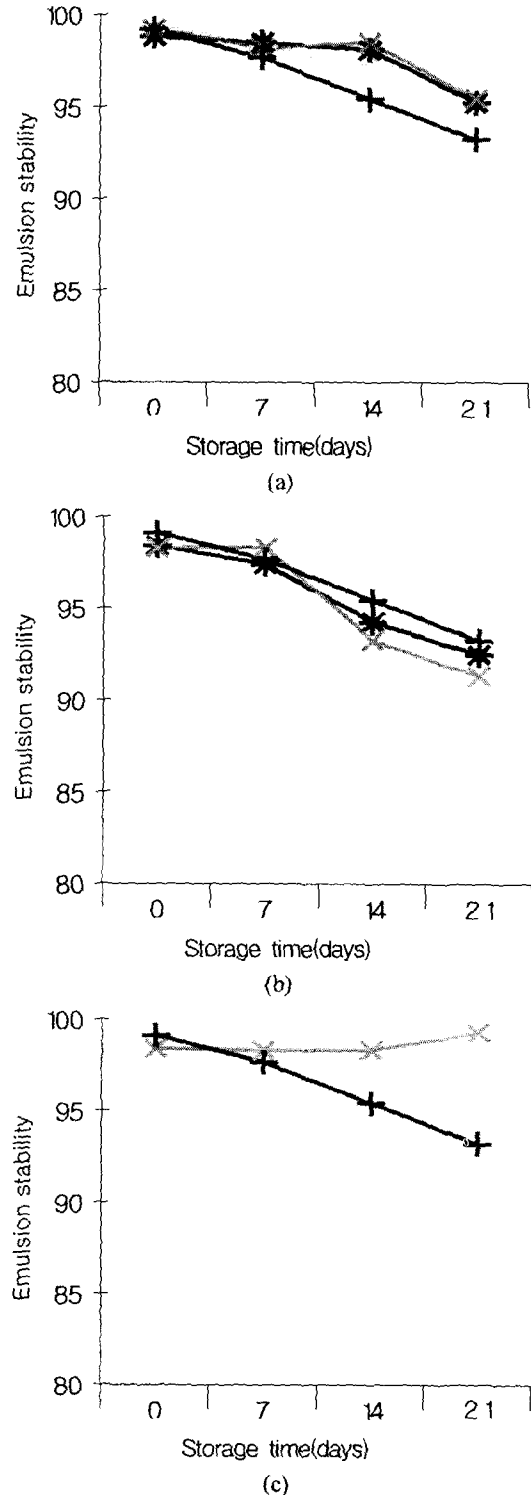 100
95
90
85
80
Emulsion stability
0 7 14 21
Storage time(days)
(a)
100
95
90
85
80
Emulsion stability
0 7 14 21
Storage time(days)
(b)
100
95
90
85
80
Emulsion stability
0 7 14 21
Storage time(days)
(c)